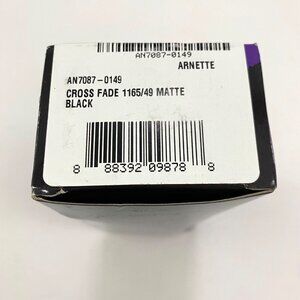 AN7087-0149
ARNETTE
AN7087-0149
CROSS FADE 1165/49 MATTE
BLACK
8 88392 09878 8